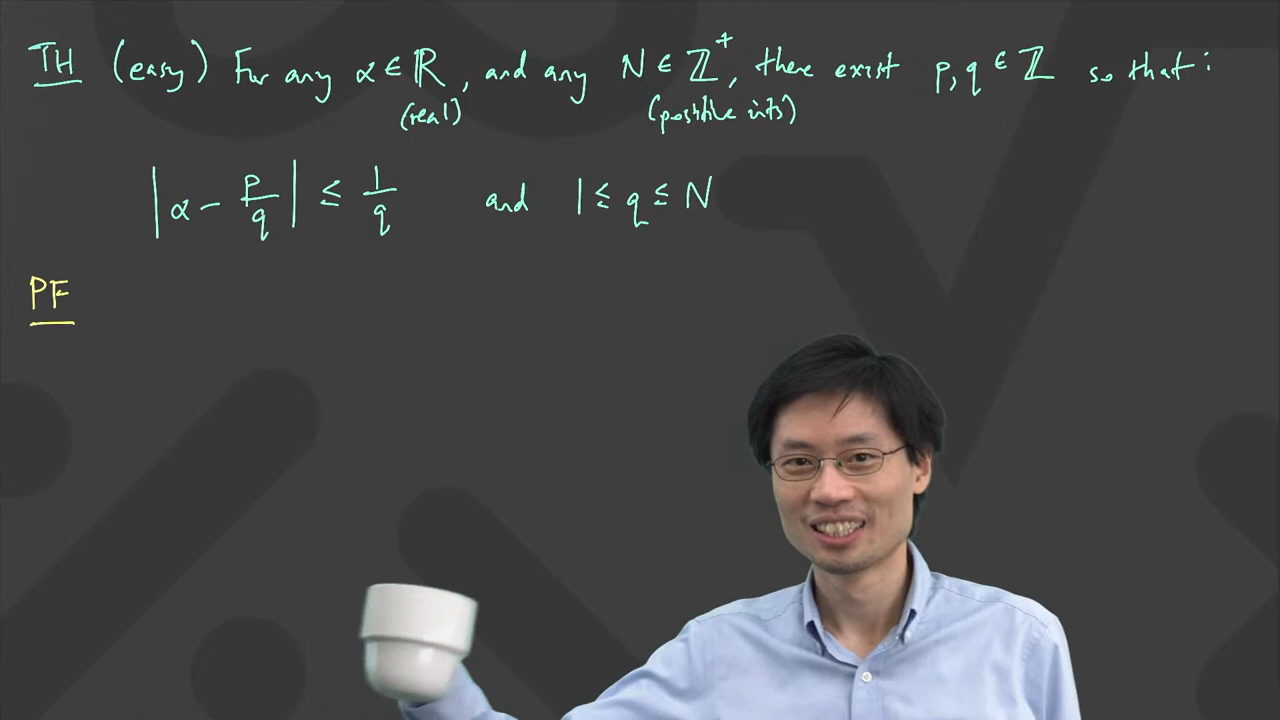 TH (easy) For any α ∈ ℝ, and any N ∈ ℤ⁺, there exist p, q ∈ ℤ so that:
(real) (positive ints)
|α - p/q| ≤ 1/q and 1 ≤ q ≤ N
PF